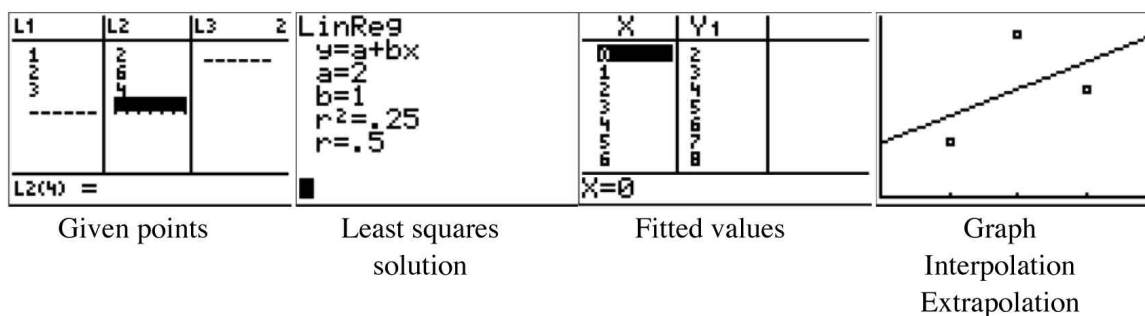 L1 L2 L3 2
1 2 -------
2 6
3 4
-------
L2(4) =
LinReg
y=a+bx
a=2
b=1
r²=.25
r=.5
X Y1
0 2
1 3
2 4
3 5
4 6
5 7
6 8
X=0
Given points
Least squares
solution
Fitted values
Graph
Interpolation
Extrapolation